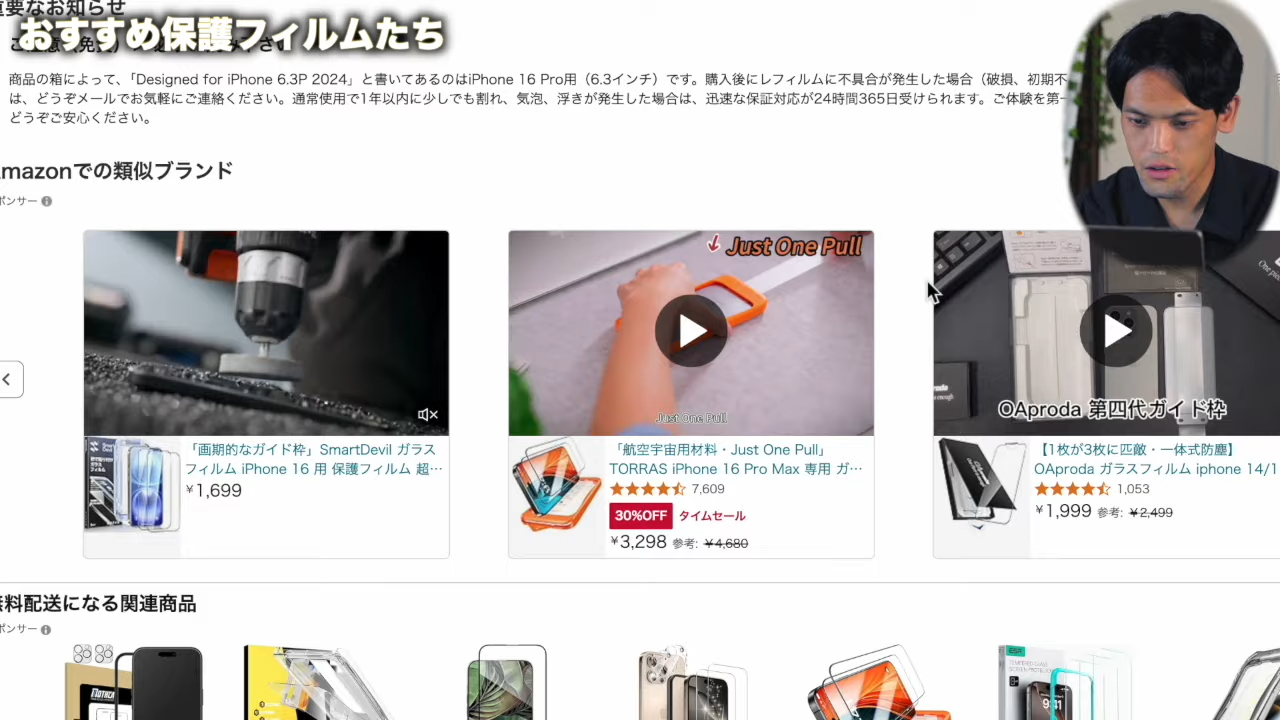 重要なお知らせ
おすすめ保護フィルムたち
商品の箱によって、「Designed for iPhone 6.3P 2024」と書いてあるのはiPhone 16 Pro用（6.3インチ）です。購入後にレフィルムに不具合が発生した場合（破損、初期不
は、どうぞメールでお気軽にご連絡ください。通常使用で1年以内に少しでも割れ、気泡、浮きが発生した場合は、迅速な保証対応が24時間365日受けられます。ご体験を第一
どうぞご安心ください。
mazonでの類似ブランド
ポンサー
Just One Pull
Just One Pull
OAproda 第四代ガイド枠
「画期的なガイド枠」SmartDevil ガラス
フィルム iPhone 16 用 保護フィルム 超…
¥1,699
「航空宇宙用材料・Just One Pull」
TORRAS iPhone 16 Pro Max 専用 ガ…
7,609
30%OFF タイムセール
¥3,298 参考: ¥4,680
【1枚が3枚に匹敵・一体式防塵】
OAproda ガラスフィルム iphone 14/1
1,053
¥1,999 参考: ¥2,499
無料配送になる関連商品
ポンサー
ESR